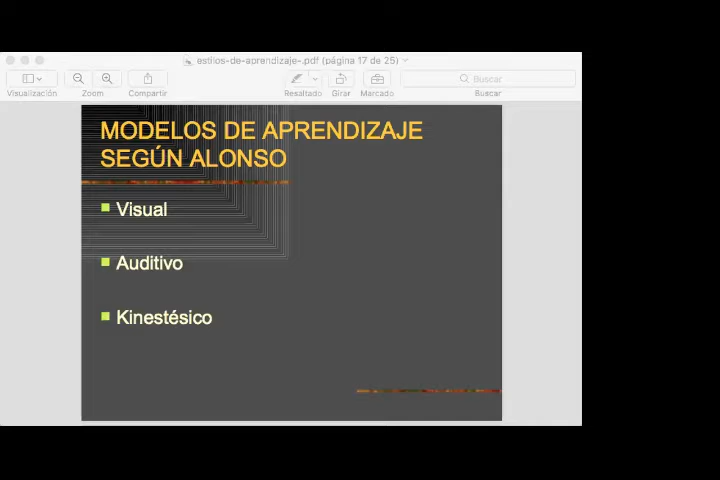 estilos-de-aprendizaje-.pdf (página 17 de 25)
Visualización Zoom Compartir Resaltado Girar Marcado Buscar
Buscar
MODELOS DE APRENDIZAJE
SEGÚN ALONSO
Visual
Auditivo
Kinestésico